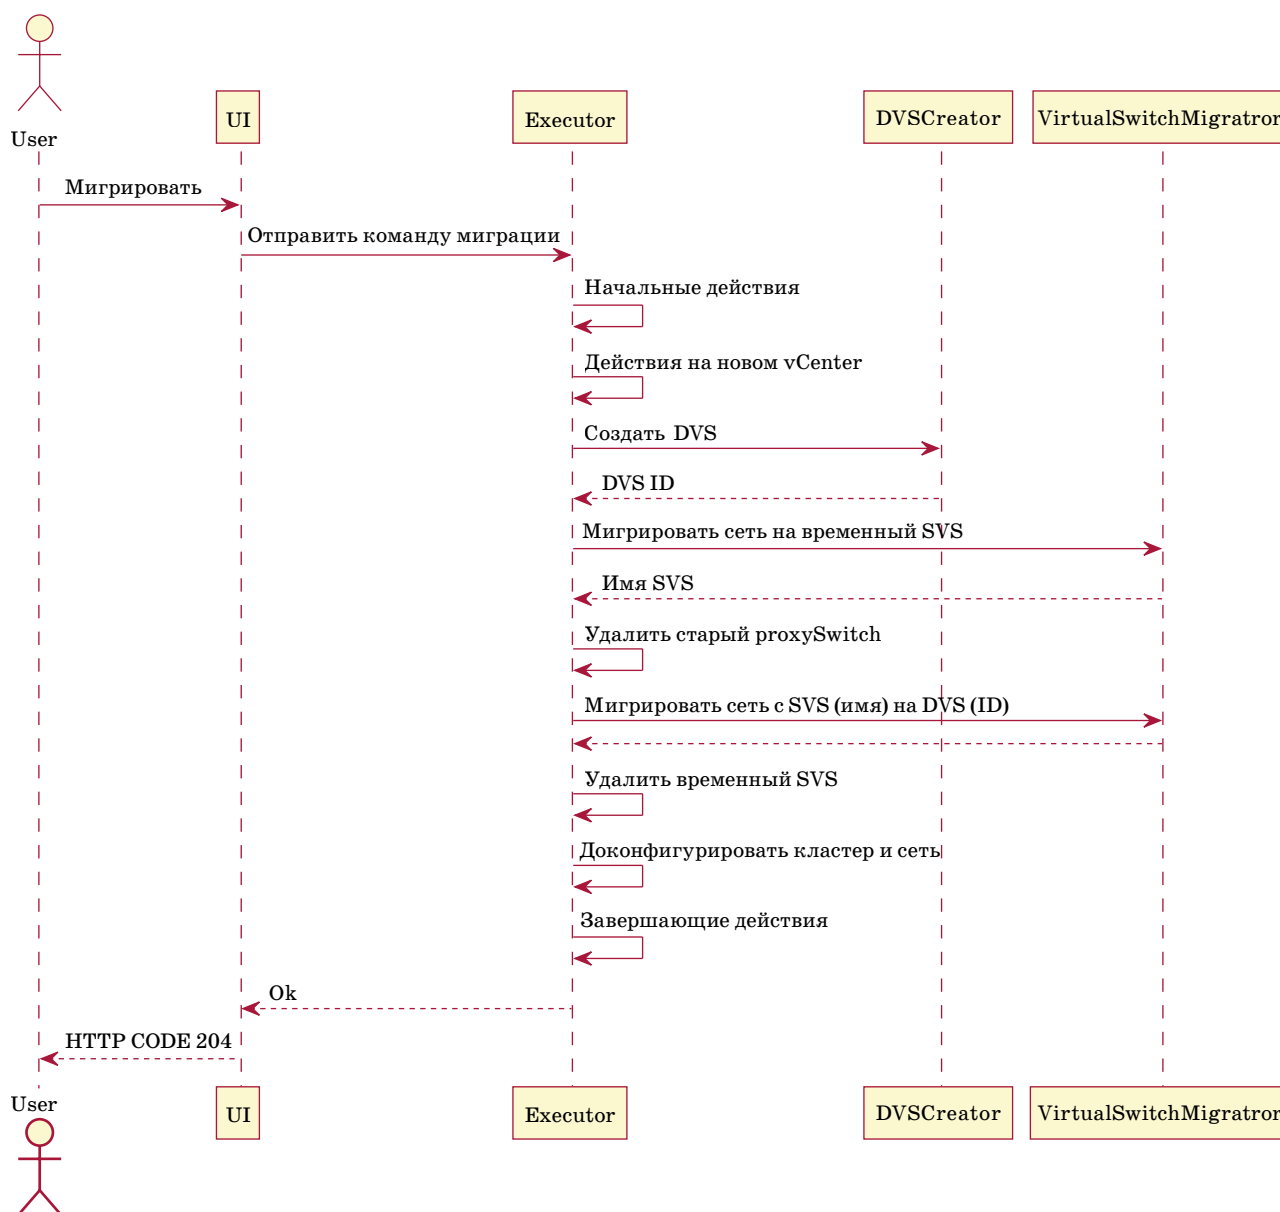 User
UI
Executor
DVSCreator
VirtualSwitchMigratror
Мигрировать
Отправить команду миграции
Начальные действия
Действия на новом vCenter
Создать DVS
DVS ID
Мигрировать сеть на временный SVS
Имя SVS
Удалить старый proxySwitch
Мигрировать сеть с SVS (имя) на DVS (ID)
Удалить временный SVS
Доконфигурировать кластер и сеть
Завершающие действия
Ok
HTTP CODE 204
User
UI
Executor
DVSCreator
VirtualSwitchMigratror